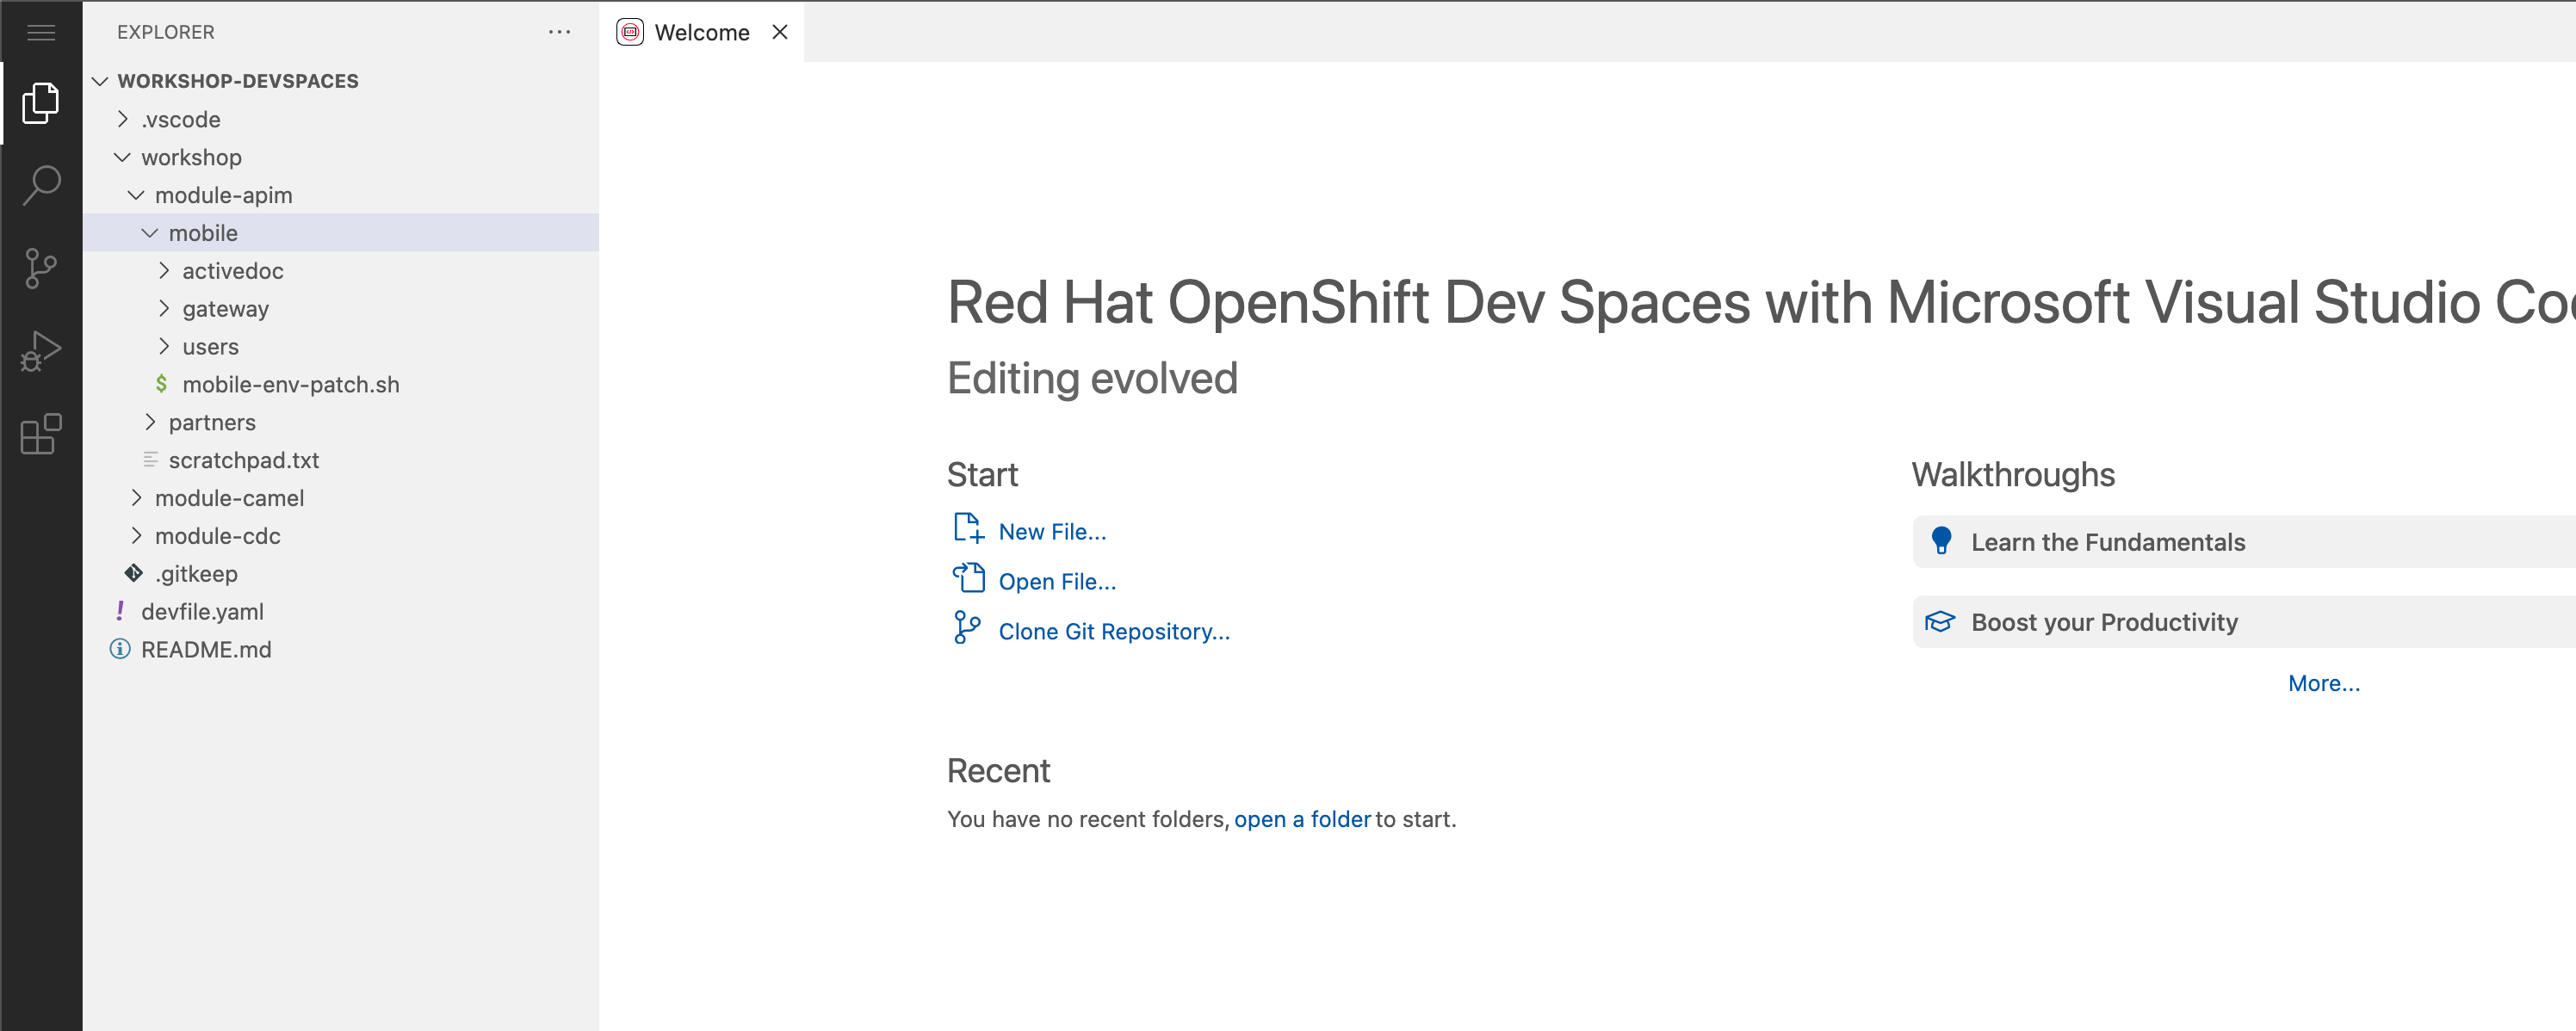 EXPLORER
WORKSHOP-DEVSPACES
.vscode
workshop
module-apim
mobile
activedoc
gateway
users
$ mobile-env-patch.sh
partners
scratchpad.txt
module-camel
module-cdc
.gitkeep
! devfile.yaml
README.md
Welcome
Red Hat OpenShift Dev Spaces with Microsoft Visual Studio
Editing evolved
Start
New File...
Open File...
Clone Git Repository...
Recent
You have no recent folders, open a folder to start.
Walkthroughs
Learn the Fundamentals
Boost your Productivity
More...